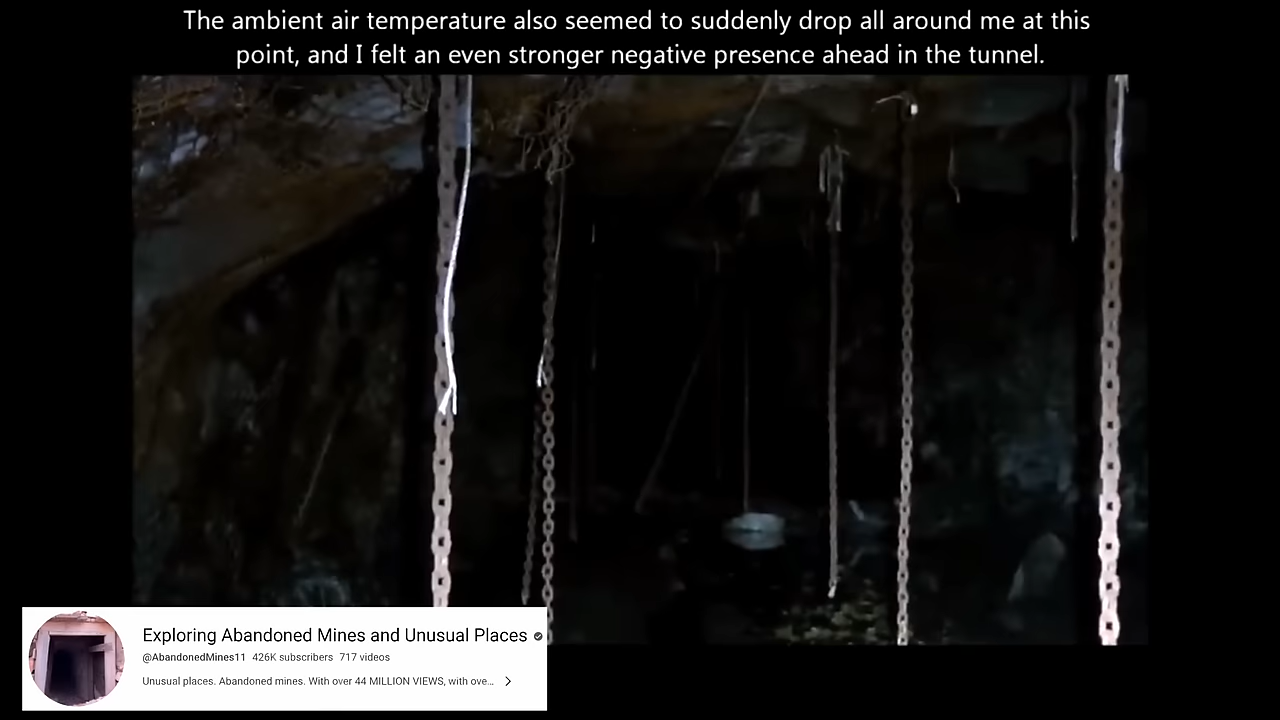 The ambient air temperature also seemed to suddenly drop all around me at this
point, and I felt an even stronger negative presence ahead in the tunnel.
Exploring Abandoned Mines and Unusual Places
@AbandonedMines11 426K subscribers 717 videos
Unusual places. Abandoned mines. With over 44 MILLION VIEWS, with ove...